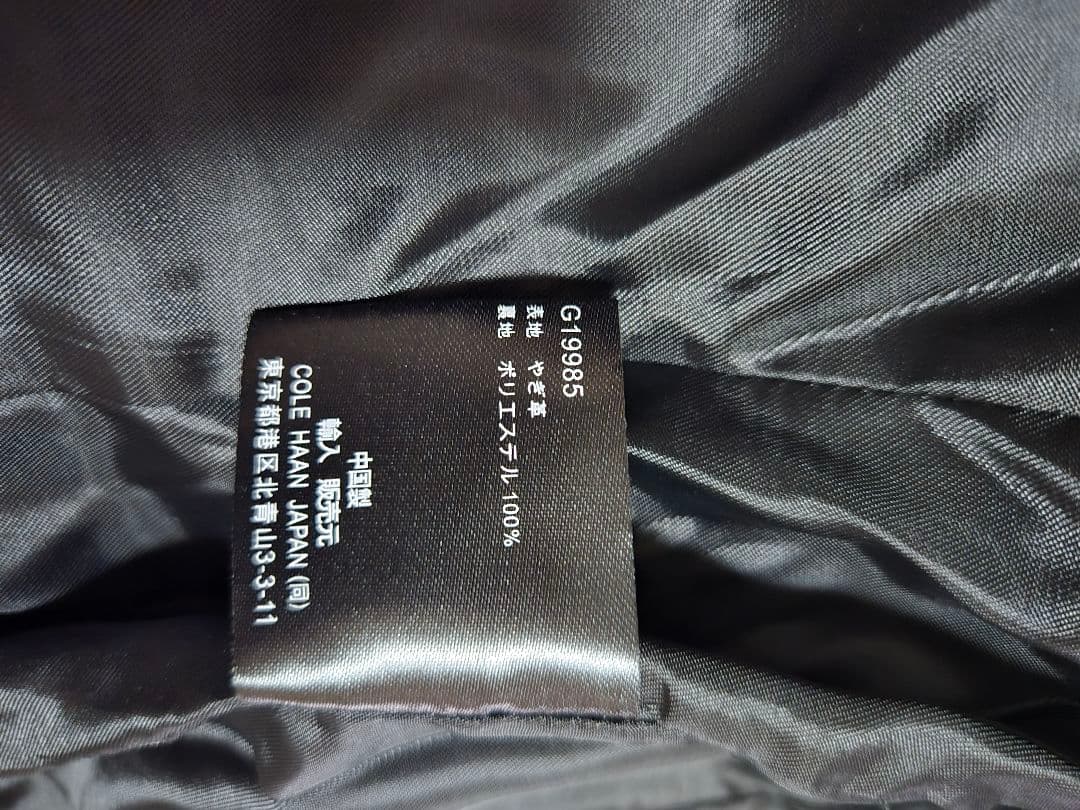 G19985
表地 やぎ革
裏地 ポリエステル100%
中国製
輸入 販売元
COLE HAAN JAPAN (同)
東京都港区北青山3-3-11